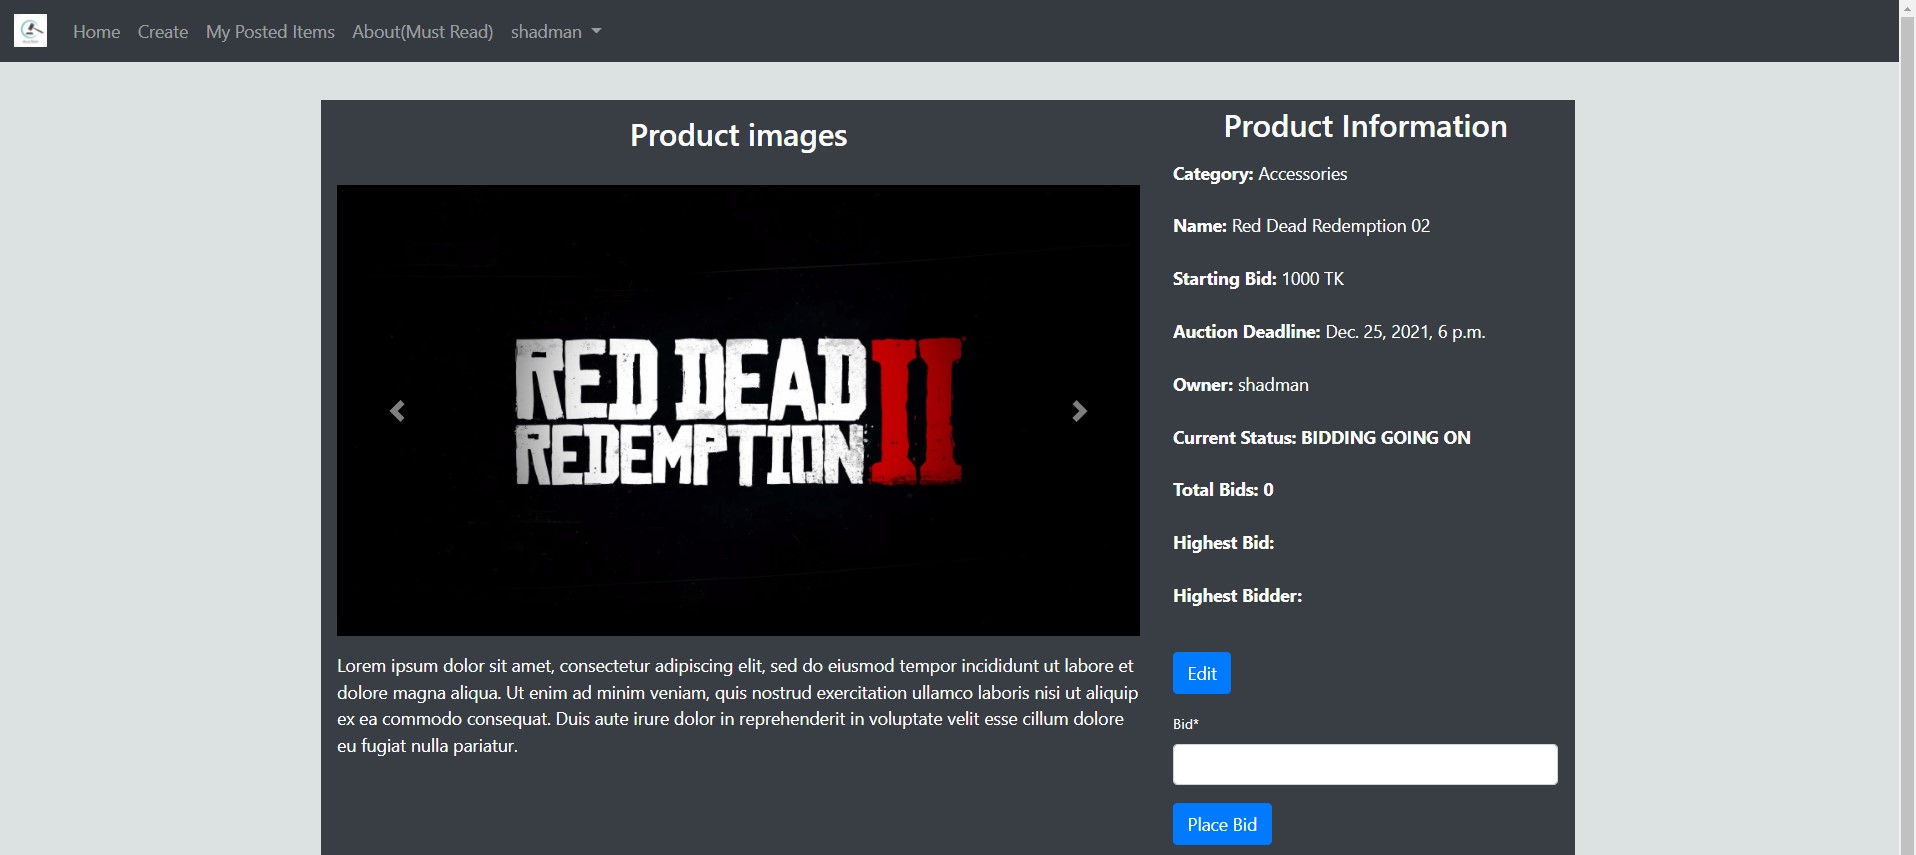 Home Create My Posted Items About(Must Read) shadman
Product images
RED DEAD
REDEMPTION II
Lorem ipsum dolor sit amet, consectetur adipiscing elit, sed do eiusmod tempor incididunt ut labore et
dolore magna aliqua. Ut enim ad minim veniam, quis nostrud exercitation ullamco laboris nisi ut aliquip
ex ea commodo consequat. Duis aute irure dolor in reprehenderit in voluptate velit esse cillum dolore
eu fugiat nulla pariatur.
Product Information
Category: Accessories
Name: Red Dead Redemption 02
Starting Bid: 1000 TK
Auction Deadline: Dec. 25, 2021, 6 p.m.
Owner: shadman
Current Status: BIDDING GOING ON
Total Bids: 0
Highest Bid:
Highest Bidder:
Edit
Bid*
Place Bid